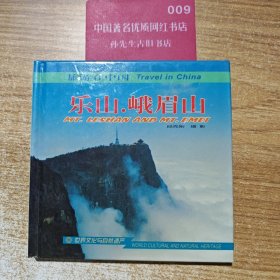 009
中国著名优质网红书店
孙先生古旧书店
旅游在中国 Travel in China
乐山·峨眉山
MT. LESHAN AND MT. EMEI
世界文化与自然遗产
WORLD CULTURAL AND NATURAL HERITAGE